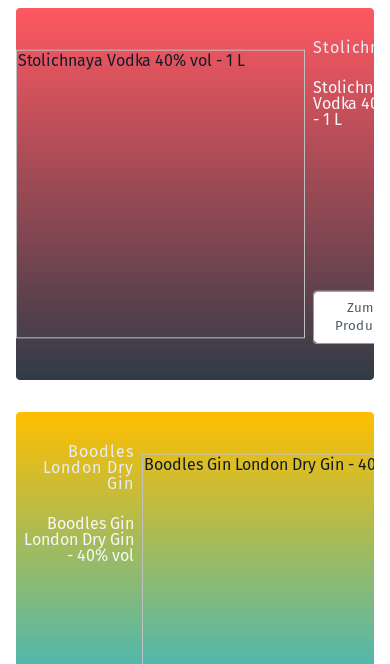 Stolichnaya Vodka 40% vol - 1 L
Stolichn
Stolichn
Vodka 40
- 1 L
Zum
Produ
Boodles
London Dry
Gin
Boodles Gin London Dry Gin - 40
Boodles Gin
London Dry Gin
- 40% vol